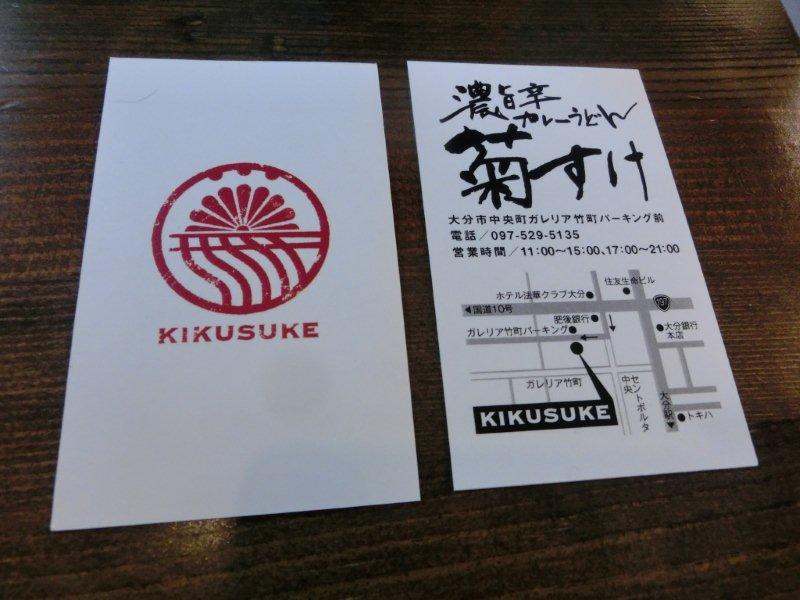 KIKUSUKE
濃旨辛
カレーうどん
菊すけ
大分市中央町ガレリア竹町パーキング前
電話／097-529-5135
営業時間／11:00〜15:00、17:00〜21:00
住友生命ビル
ホテル法華クラブ大分
197
国道10号
肥後銀行
ガレリア竹町パーキング
大分銀行
本店
ガレリア竹町
セントポルタ
中央
大分駅
トキハ
KIKUSUKE